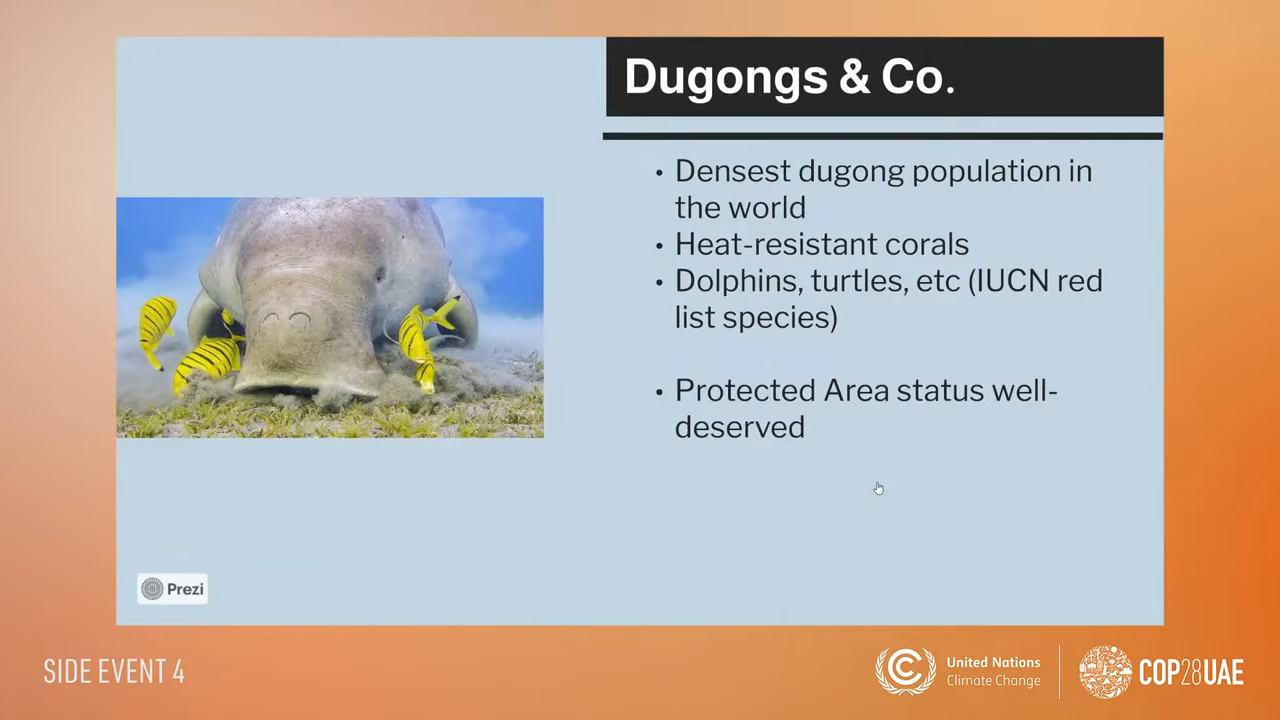 Dugongs & Co.
• Densest dugong population in
the world
• Heat-resistant corals
• Dolphins, turtles, etc (IUCN red
list species)
• Protected Area status well-
deserved
Prezi
SIDE EVENT 4
United Nations
Climate Change
COP28UAE